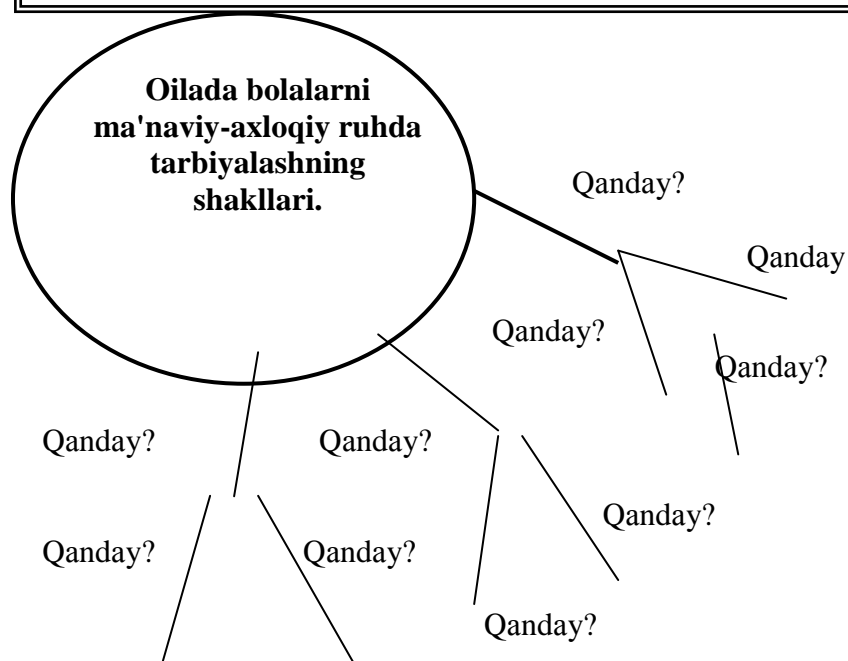 Oilada bolalarni
ma'naviy-axloqiy ruhda
tarbiyalashning
shakllari.
Qanday?
Qanday
Qanday?
Qanday?
Qanday?
Qanday?
Qanday?
Qanday?
Qanday?
Qanday?